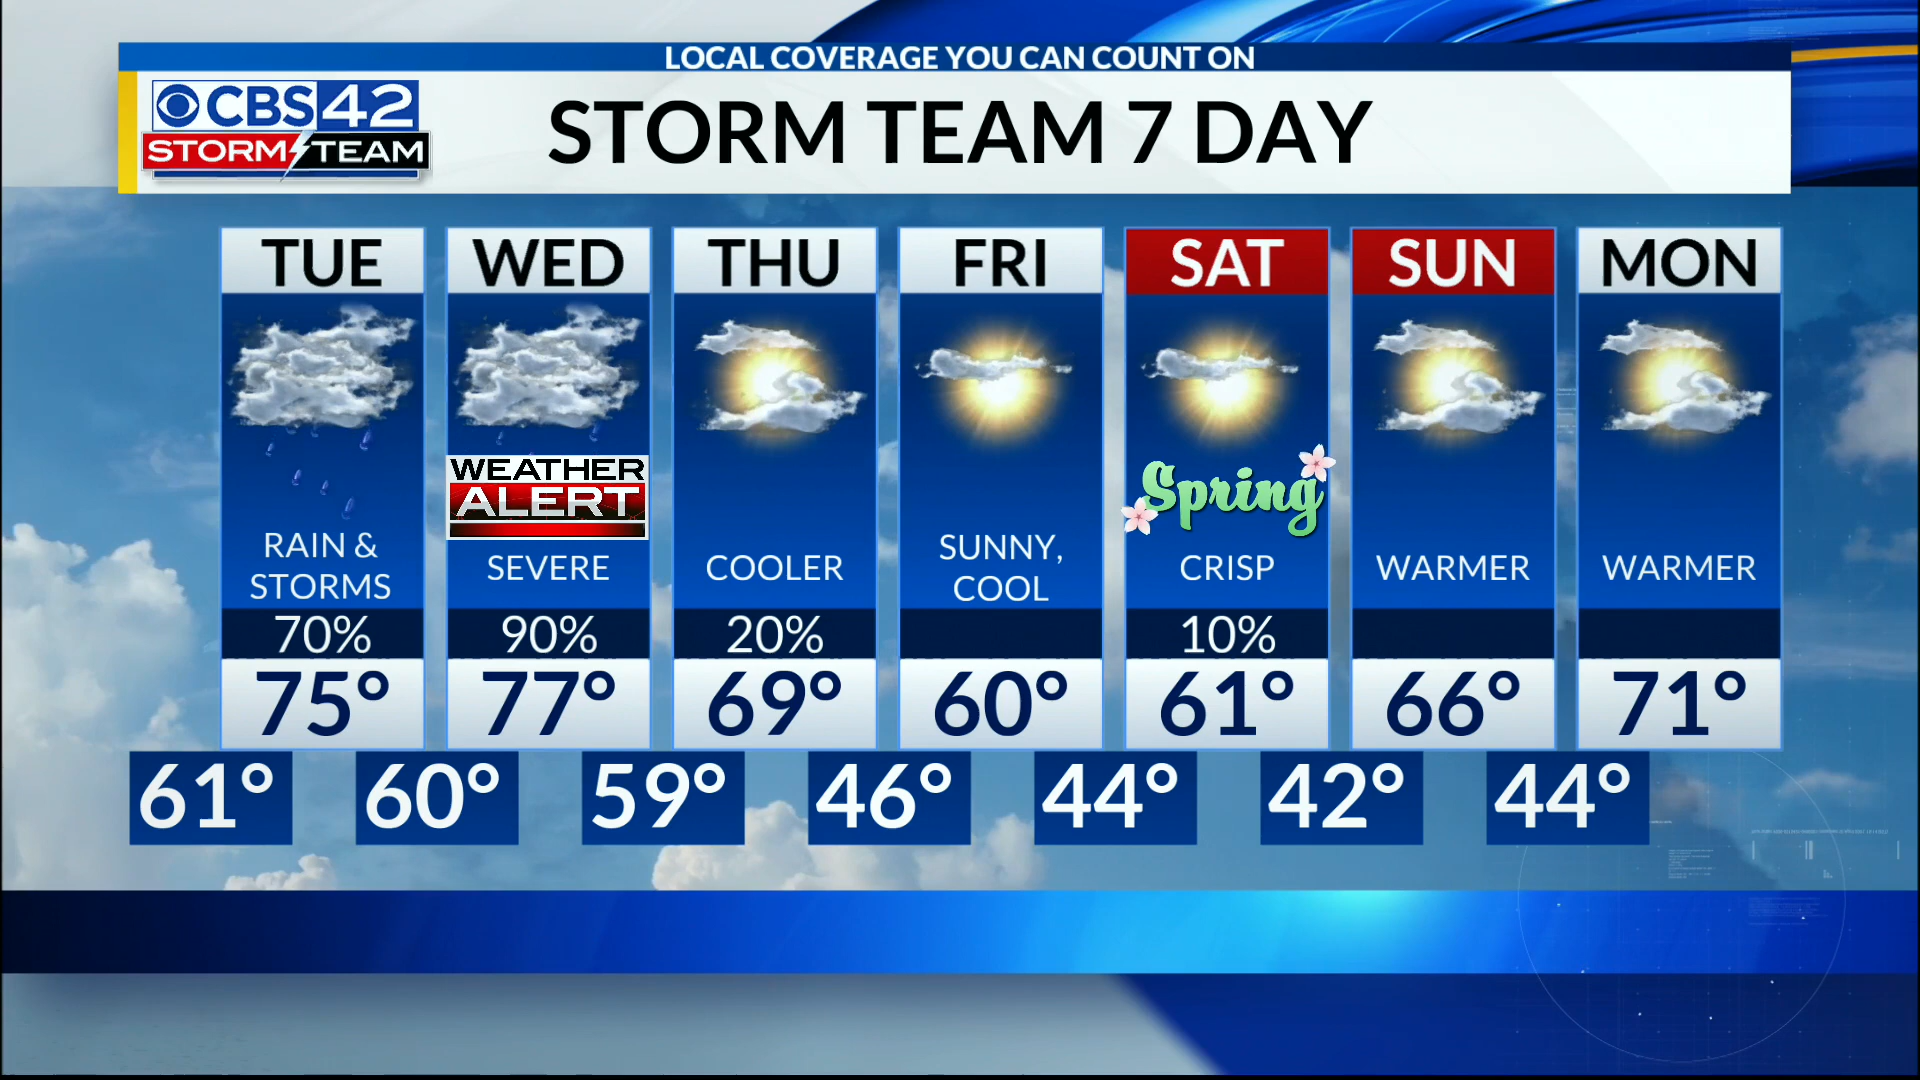 LOCAL COVERAGE YOU CAN COUNT ON
CBS 42
STORM TEAM
STORM TEAM 7 DAY
TUE WED THU FRI SAT SUN MON
WEATHER
ALERT
Spring
RAIN &
STORMS
SEVERE
COOLER
SUNNY,
COOL
CRISP
WARMER
WARMER
70% 90% 20% 10%
75° 77° 69° 60° 61° 66° 71°
61° 60° 59° 46° 44° 42° 44°